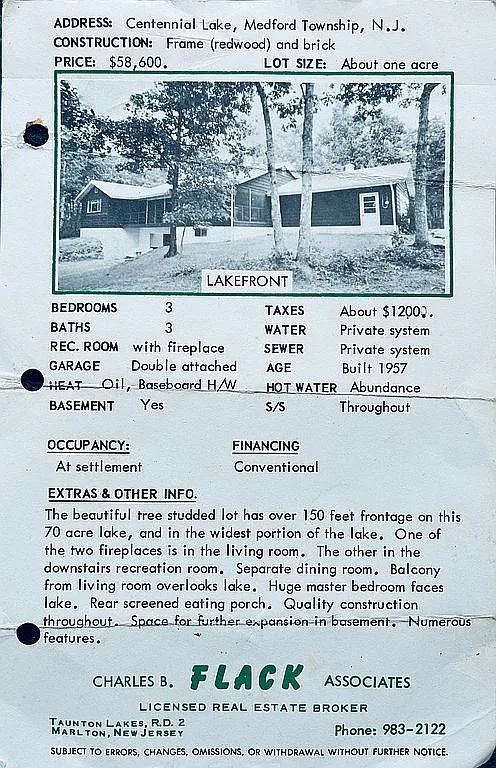 ADDRESS: Centennial Lake, Medford Township, N.J.
CONSTRUCTION: Frame (redwood) and brick
PRICE: $58,600. LOT SIZE: About one acre
LAKEFRONT
BEDROOMS 3 TAXES About $1200.
BATHS 3 WATER Private system
REC. ROOM with fireplace SEWER Private system
GARAGE Double attached AGE Built 1957
HEAT Oil, Baseboard H/W HOT WATER Abundance
BASEMENT Yes S/S Throughout
OCCUPANCY: FINANCING
At settlement Conventional
EXTRAS & OTHER INFO.
The beautiful tree studded lot has over 150 feet frontage on this
70 acre lake, and in the widest portion of the lake. One of
the two fireplaces is in the living room. The other in the
downstairs recreation room. Separate dining room. Balcony
from living room overlooks lake. Huge master bedroom faces
lake. Rear screened eating porch. Quality construction
throughout. Space for further expansion in basement. Numerous
features.
CHARLES B. FLACK ASSOCIATES
LICENSED REAL ESTATE BROKER
TAUNTON LAKES, R.D. 2
MARLTON, NEW JERSEY Phone: 983-2122
SUBJECT TO ERRORS, CHANGES, OMISSIONS, OR WITHDRAWAL WITHOUT FURTHER NOTICE.